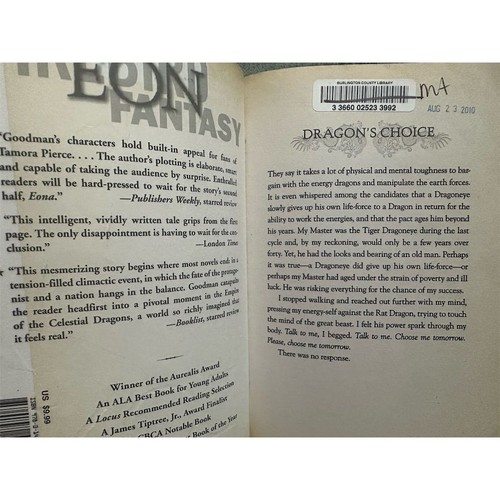 EON
FANTASY
"Goodman's characters hold built-in appeal for fans of
Tamora Pierce. . . . The author's plotting is elaborate, smart
and capable of taking the audience by surprise. Enthralled
readers will be hard-pressed to wait for the story's second
half, Eona." —Publishers Weekly, starred review
"This intelligent, vividly written tale grips from the first
page. The only disappointment is having to wait for the con-
clusion." —London Times
"This mesmerizing story begins where most novels end: in a
tension-filled climactic event, in which the fate of the protago-
nist and a nation hangs in the balance. Goodman catapults
the reader headfirst into a pivotal moment in the Empire
of the Celestial Dragons, a world so richly imagined that
it feels real." —Booklist, starred review
Winner of the Aurealis Award
An ALA Best Book for Young Adults
A Locus Recommended Reading Selection
A James Tiptree, Jr., Award Finalist
CBCA Notable Book
Best Book of the Year
US $9.99
BURLINGTON COUNTY LIBRARY
3 3660 02523 3992
AUG 23 2010
DRAGON'S CHOICE
They say it takes a lot of physical and mental toughness to bar-
gain with the energy dragons and manipulate the earth forces.
It is even whispered among the candidates that a Dragoneye
slowly gives up his own life-force to a Dragon in return for the
ability to work the energies, and that the pact ages him beyond
his years. My Master was the Tiger Dragoneye during the last
cycle and, by my reckoning, would only be a few years over
forty. Yet, he had the looks and bearing of an old man. Perhaps
it was true—a Dragoneye did give up his own life-force—or
perhaps my Master had aged under the strain of poverty and ill
luck. He was risking everything for the chance of my success.
I stopped walking and reached out further with my mind,
pressing my energy-self against the Rat Dragon, trying to touch
the mind of the great beast. I felt his power spark through my
body. Talk to me, I begged. Talk to me. Choose me tomorrow.
Please, choose me tomorrow.
There was no response.